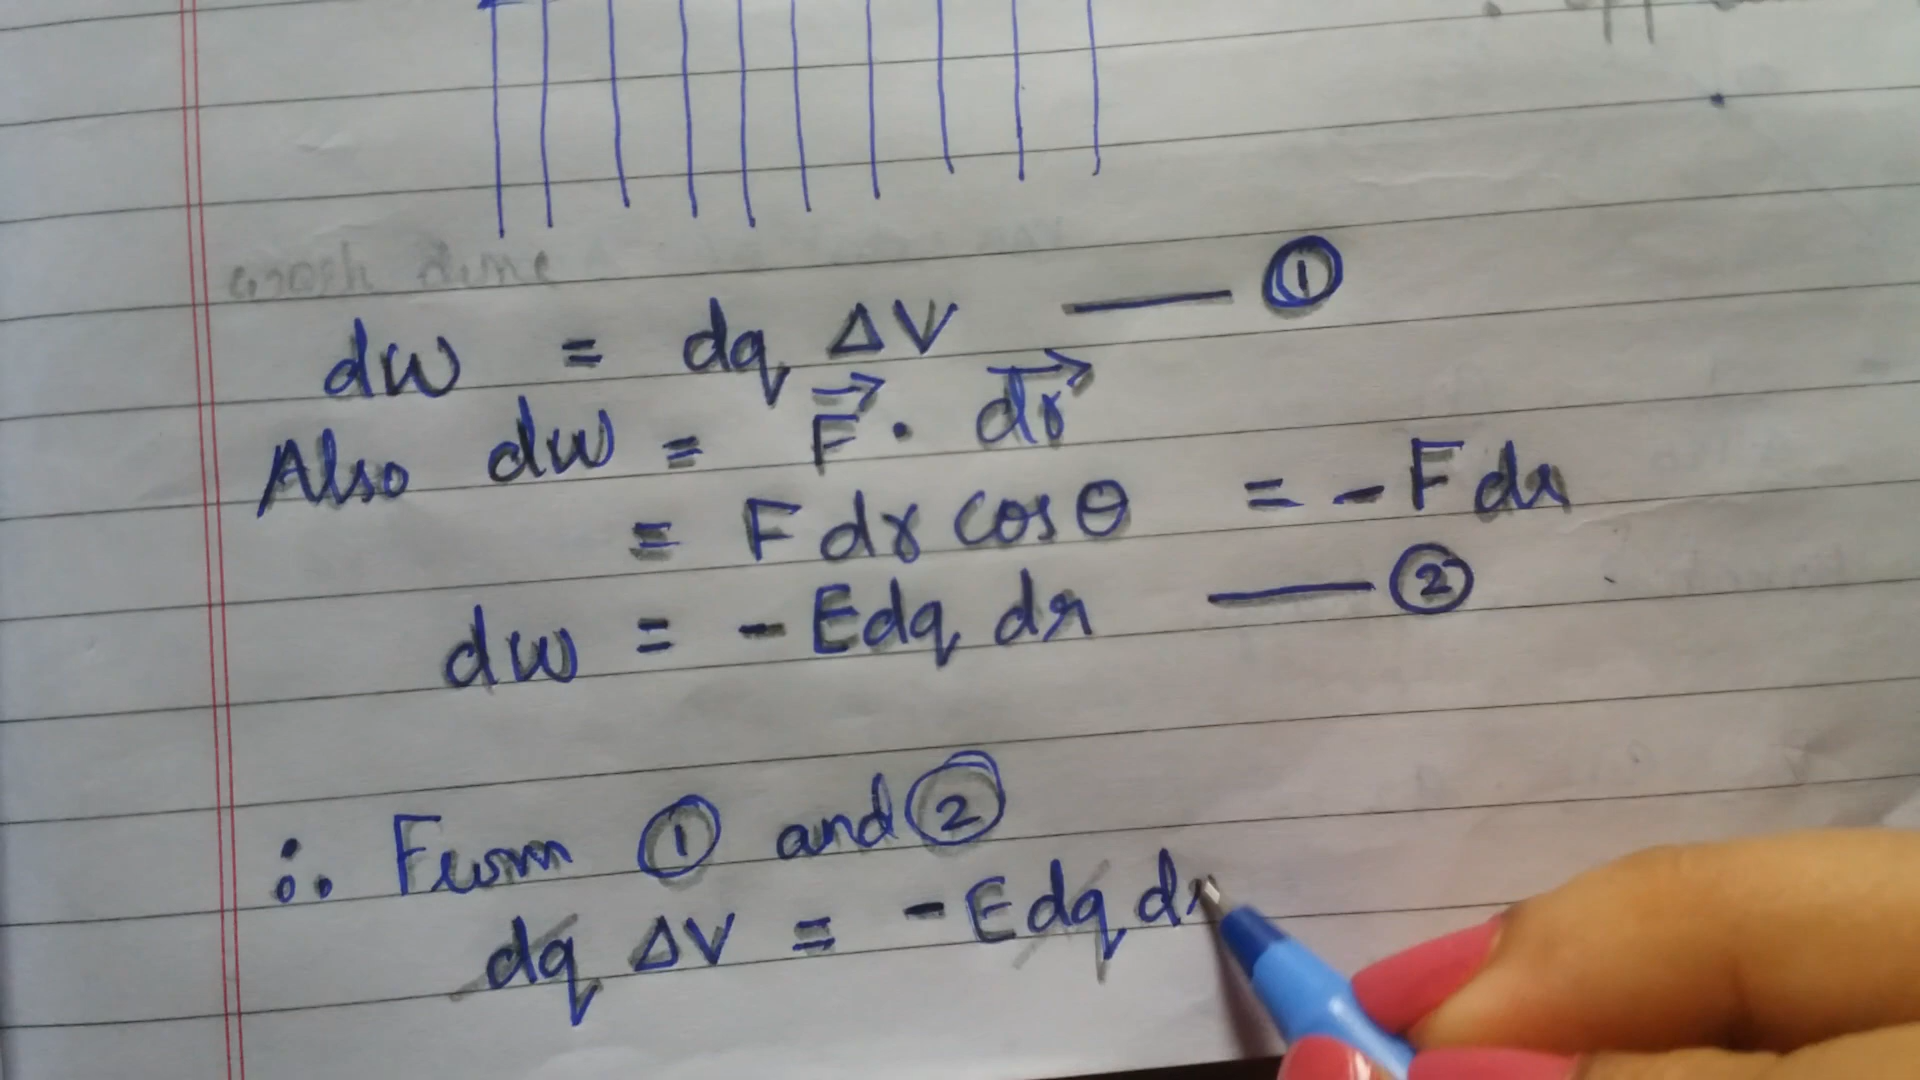 dw = dq ΔV —— ①
Also dw = F⃗ . dr⃗
= F dr cos θ = - F dr
dw = - E dq dr —— ②
∴ From ① and ②
dq ΔV = - E dq dr